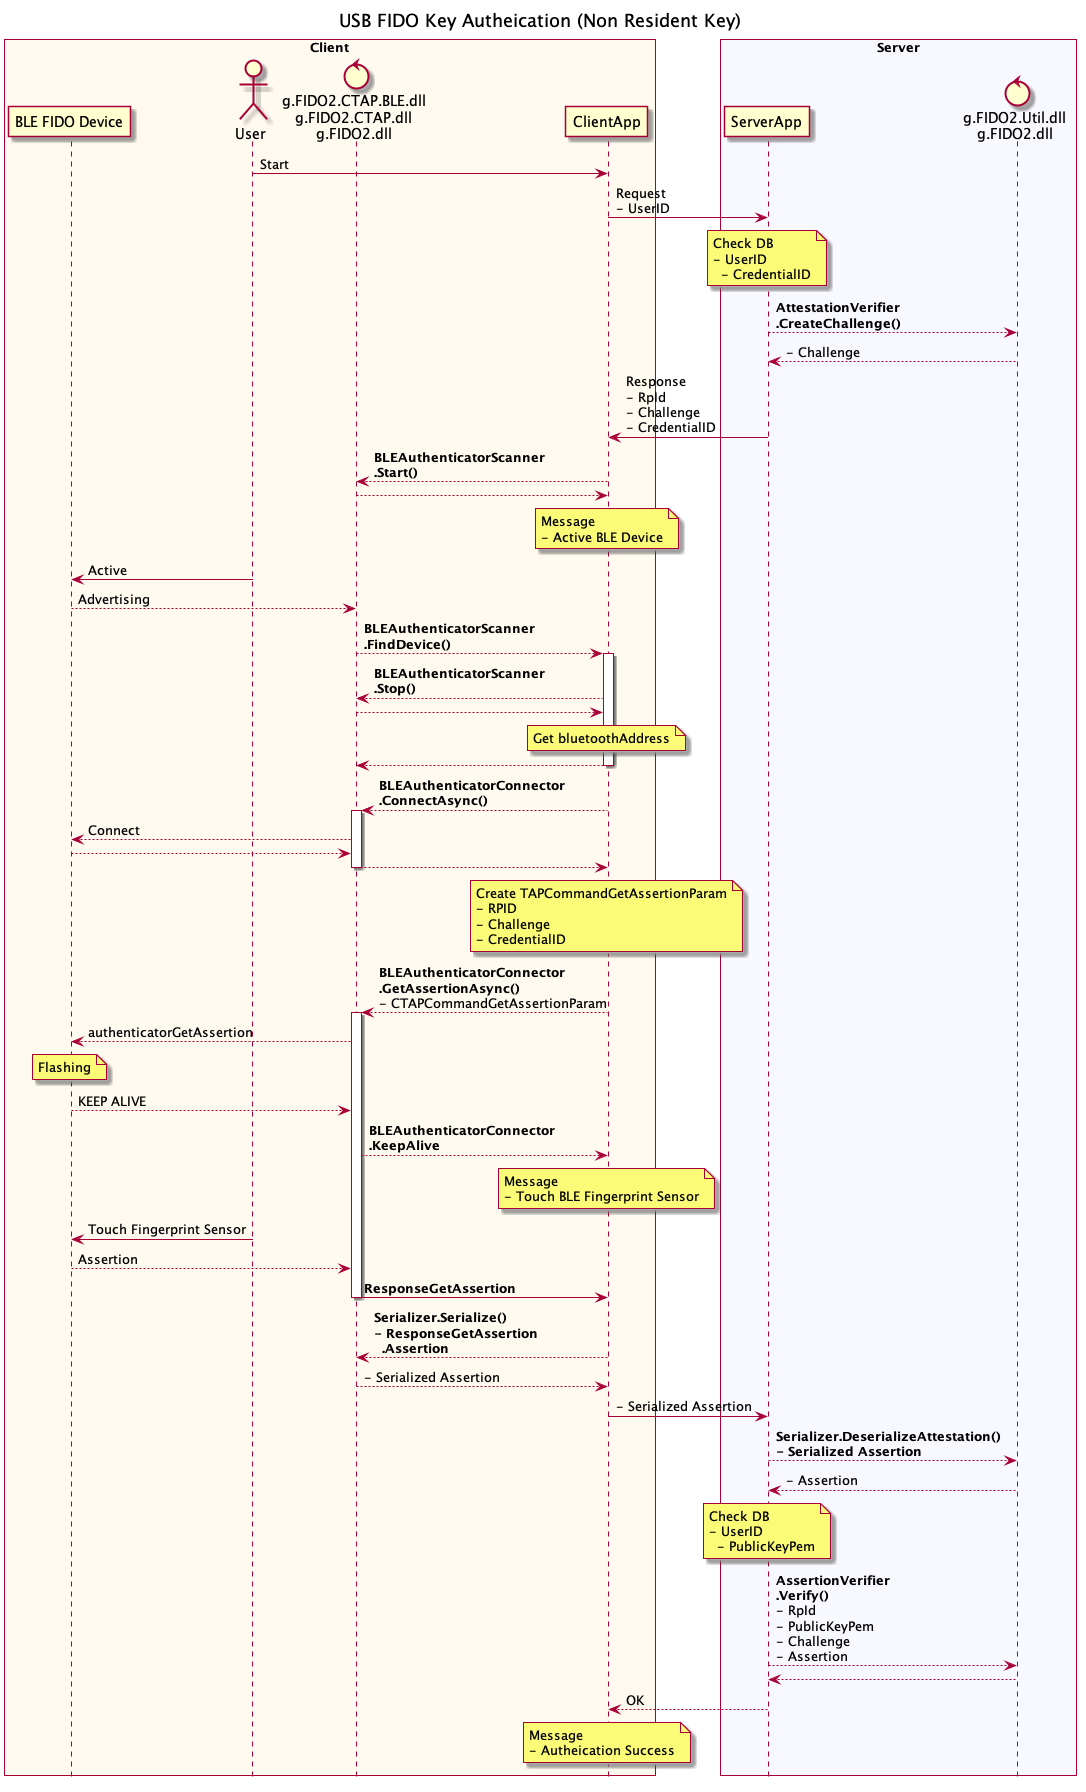 USB FIDO Key Autheication (Non Resident Key)
Client
Server
BLE FIDO Device
User
g.FIDO2.CTAP.BLE.dll
g.FIDO2.CTAP.dll
g.FIDO2.dll
ClientApp
ServerApp
g.FIDO2.Util.dll
g.FIDO2.dll
Start
Request
- UserID
Check DB
- UserID
- CredentialID
AttestationVerifier
.CreateChallenge()
- Challenge
Response
- RpId
- Challenge
- CredentialID
BLEAuthenticatorScanner
.Start()
Message
- Active BLE Device
Active
Advertising
BLEAuthenticatorScanner
.FindDevice()
BLEAuthenticatorScanner
.Stop()
Get bluetoothAddress
BLEAuthenticatorConnector
.ConnectAsync()
Connect
Create TAPCommandGetAssertionParam
- RPID
- Challenge
- CredentialID
BLEAuthenticatorConnector
.GetAssertionAsync()
- CTAPCommandGetAssertionParam
authenticatorGetAssertion
Flashing
KEEP ALIVE
BLEAuthenticatorConnector
.KeepAlive
Message
- Touch BLE Fingerprint Sensor
Touch Fingerprint Sensor
Assertion
ResponseGetAssertion
Serializer.Serialize()
- ResponseGetAssertion
.Assertion
- Serialized Assertion
- Serialized Assertion
Serializer.DeserializeAttestation()
- Serialized Assertion
- Assertion
Check DB
- UserID
- PublicKeyPem
AssertionVerifier
.Verify()
- RpId
- PublicKeyPem
- Challenge
- Assertion
OK
Message
- Autheication Success